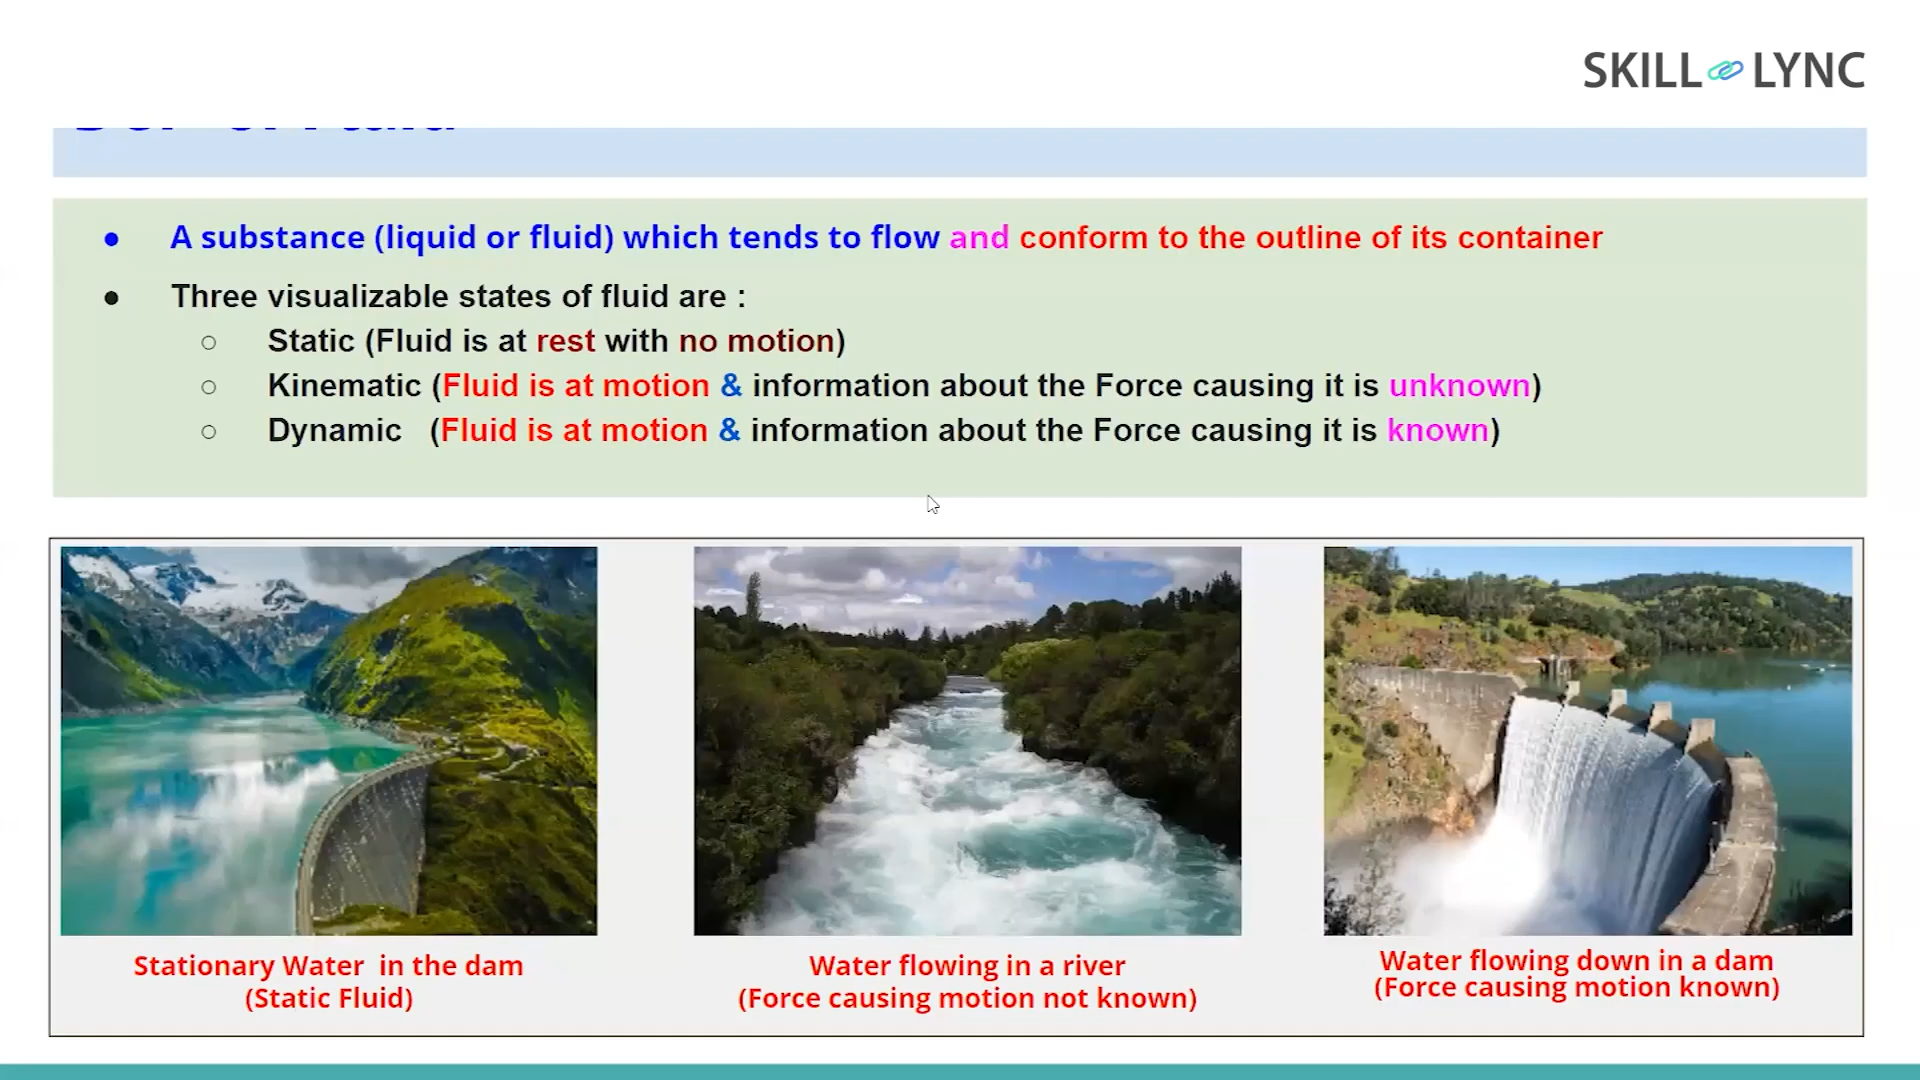 SKILL LYNC
A substance (liquid or fluid) which tends to flow and conform to the outline of its container
Three visualizable states of fluid are :
Static (Fluid is at rest with no motion)
Kinematic (Fluid is at motion & information about the Force causing it is unknown)
Dynamic (Fluid is at motion & information about the Force causing it is known)
Stationary Water in the dam
(Static Fluid)
Water flowing in a river
(Force causing motion not known)
Water flowing down in a dam
(Force causing motion known)